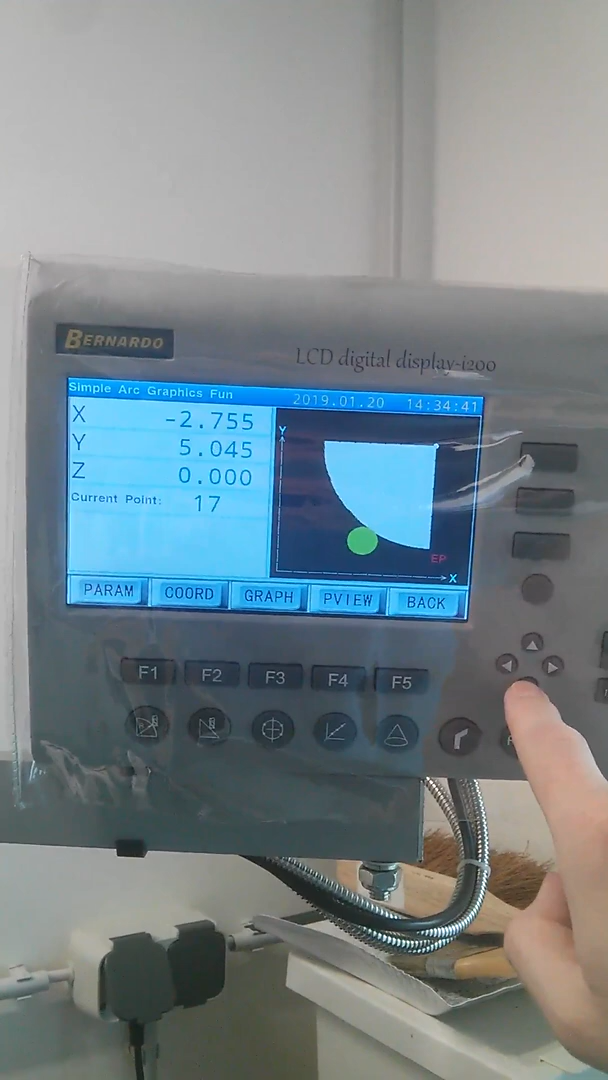 BERNARDO
LCD digital display-i200
Simple Arc Graphics Fun 2019.01.20 14:34:41
X -2.755
Y 5.045
Z 0.000
Current Point: 17
Y
EP
X
PARAM COORD GRAPH PVIEW BACK
F1 F2 F3 F4 F5